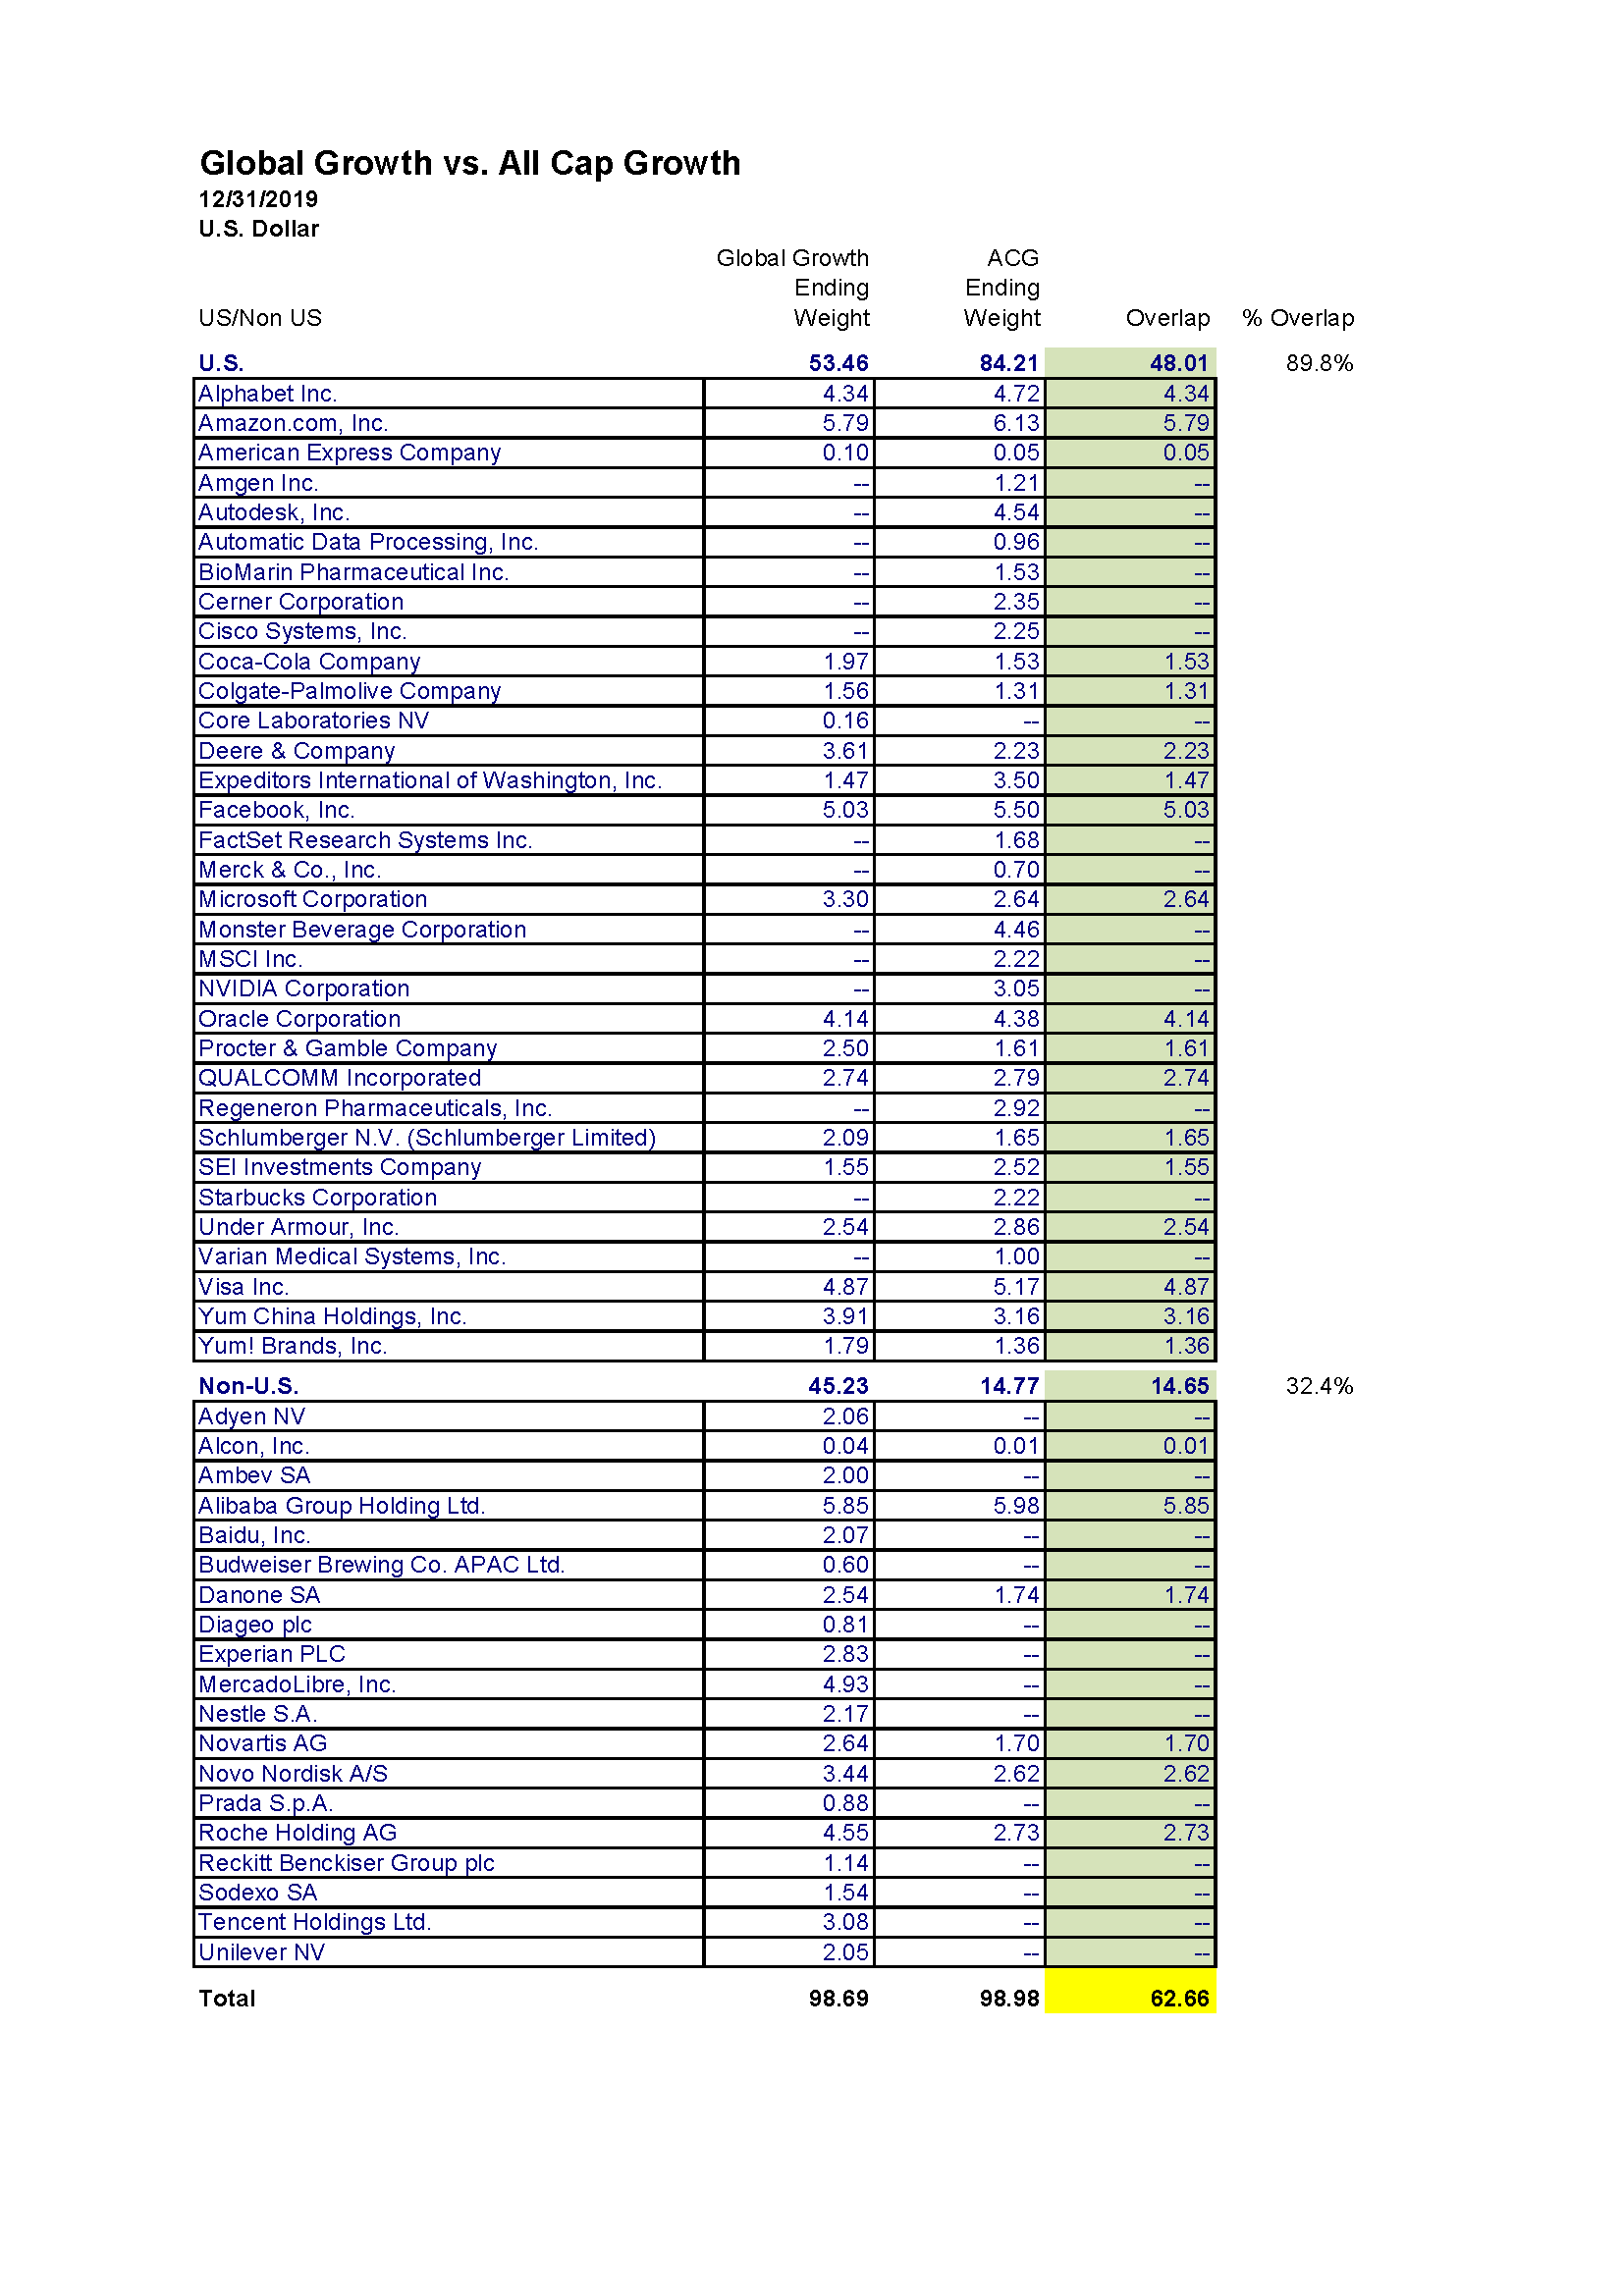 Global Growth vs. All Cap Growth
12/31/2019
U.S. Dollar
Global Growth ACG
Ending Ending
US/Non US Weight Weight Overlap % Overlap
U.S. 53.46 84.21 48.01 89.8%
Alphabet Inc. 4.34 4.72 4.34
Amazon.com, Inc. 5.79 6.13 5.79
American Express Company 0.10 0.05 0.05
Amgen Inc. -- 1.21 --
Autodesk, Inc. -- 4.54 --
Automatic Data Processing, Inc. -- 0.96 --
BioMarin Pharmaceutical Inc. -- 1.53 --
Cerner Corporation -- 2.35 --
Cisco Systems, Inc. -- 2.25 --
Coca-Cola Company 1.97 1.53 1.53
Colgate-Palmolive Company 1.56 1.31 1.31
Core Laboratories NV 0.16 -- --
Deere & Company 3.61 2.23 2.23
Expeditors International of Washington, Inc. 1.47 3.50 1.47
Facebook, Inc. 5.03 5.50 5.03
FactSet Research Systems Inc. -- 1.68 --
Merck & Co., Inc. -- 0.70 --
Microsoft Corporation 3.30 2.64 2.64
Monster Beverage Corporation -- 4.46 --
MSCI Inc. -- 2.22 --
NVIDIA Corporation -- 3.05 --
Oracle Corporation 4.14 4.38 4.14
Procter & Gamble Company 2.50 1.61 1.61
QUALCOMM Incorporated 2.74 2.79 2.74
Regeneron Pharmaceuticals, Inc. -- 2.92 --
Schlumberger N.V. (Schlumberger Limited) 2.09 1.65 1.65
SEI Investments Company 1.55 2.52 1.55
Starbucks Corporation -- 2.22 --
Under Armour, Inc. 2.54 2.86 2.54
Varian Medical Systems, Inc. -- 1.00 --
Visa Inc. 4.87 5.17 4.87
Yum China Holdings, Inc. 3.91 3.16 3.16
Yum! Brands, Inc. 1.79 1.36 1.36
Non-U.S. 45.23 14.77 14.65 32.4%
Adyen NV 2.06 -- --
Alcon, Inc. 0.04 0.01 0.01
Ambev SA 2.00 -- --
Alibaba Group Holding Ltd. 5.85 5.98 5.85
Baidu, Inc. 2.07 -- --
Budweiser Brewing Co. APAC Ltd. 0.60 -- --
Danone SA 2.54 1.74 1.74
Diageo plc 0.81 -- --
Experian PLC 2.83 -- --
MercadoLibre, Inc. 4.93 -- --
Nestle S.A. 2.17 -- --
Novartis AG 2.64 1.70 1.70
Novo Nordisk A/S 3.44 2.62 2.62
Prada S.p.A. 0.88 -- --
Roche Holding AG 4.55 2.73 2.73
Reckitt Benckiser Group plc 1.14 -- --
Sodexo SA 1.54 -- --
Tencent Holdings Ltd. 3.08 -- --
Unilever NV 2.05 -- --
Total 98.69 98.98 62.66